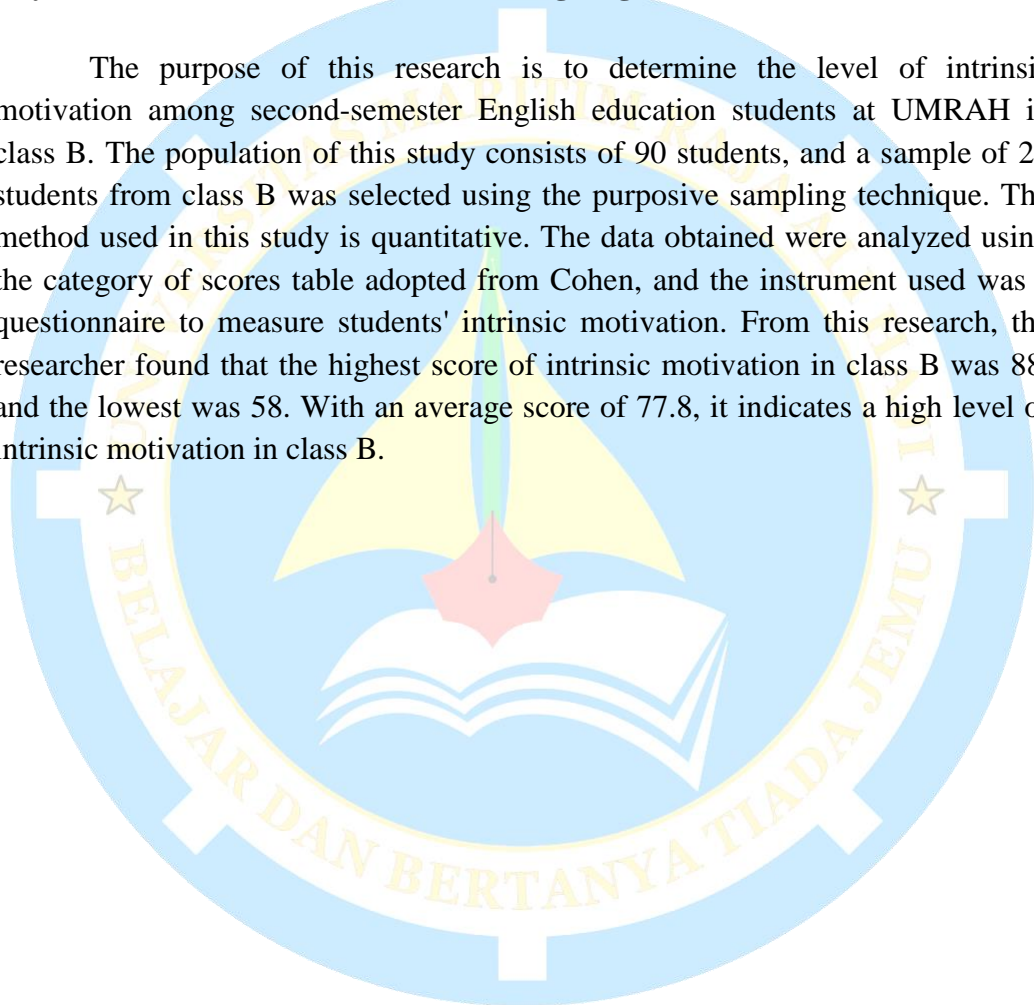 The purpose of this research is to determine the level of intrinsi
motivation among second-semester English education students at UMRAH i
class B. The population of this study consists of 90 students, and a sample of 2
students from class B was selected using the purposive sampling technique. Th
method used in this study is quantitative. The data obtained were analyzed usin
the category of scores table adopted from Cohen, and the instrument used was
questionnaire to measure students' intrinsic motivation. From this research, th
researcher found that the highest score of intrinsic motivation in class B was 88
and the lowest was 58. With an average score of 77.8, it indicates a high level o
intrinsic motivation in class B.
UNIVERSITAS MARITIM RAJA ALI HAJI
BELAJAR DAN BERTANYA TIADA JEMU